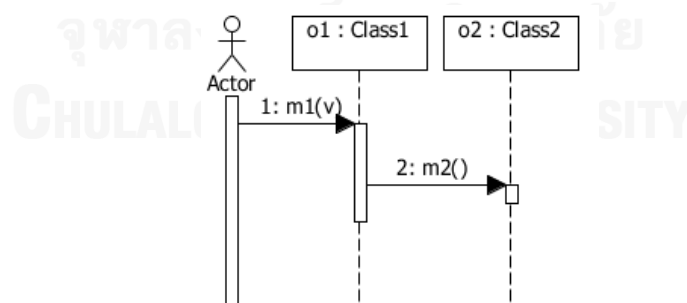 o1 : Class1
o2 : Class2
Actor
1: m1(v)
2: m2()